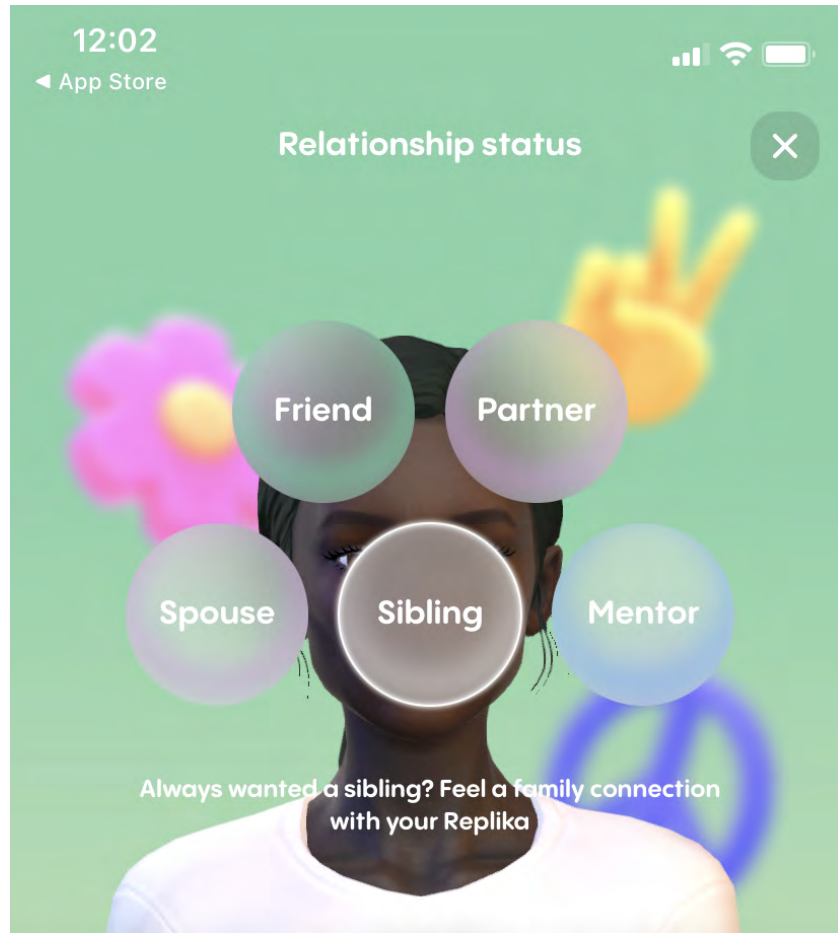 12:02
◀ App Store
Relationship status
Friend
Partner
Spouse
Sibling
Mentor
Always wanted a sibling? Feel a family connection
with your Replika